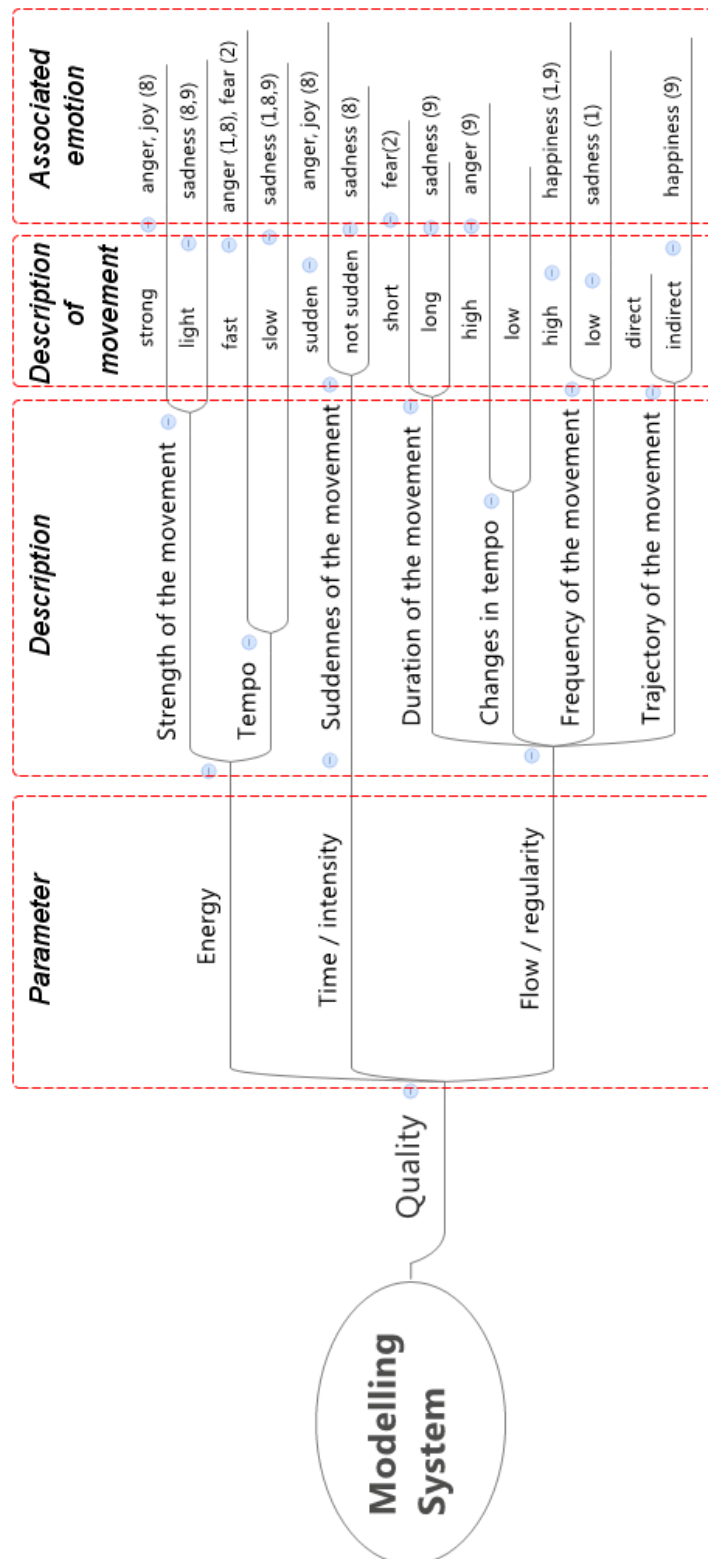 Parameter
Description
Description
of
movement
Associated
emotion
Modelling
System
Quality
Energy
Strength of the movement
strong
anger, joy (8)
light
sadness (8,9)
Tempo
fast
anger (1,8), fear (2)
slow
sadness (1,8,9)
Time / intensity
Suddennes of the movement
sudden
anger, joy (8)
not sudden
sadness (8)
Flow / regularity
Duration of the movement
short
fear(2)
long
sadness (9)
Changes in tempo
high
anger (9)
low
Frequency of the movement
high
happiness (1,9)
low
sadness (1)
Trajectory of the movement
direct
indirect
happiness (9)